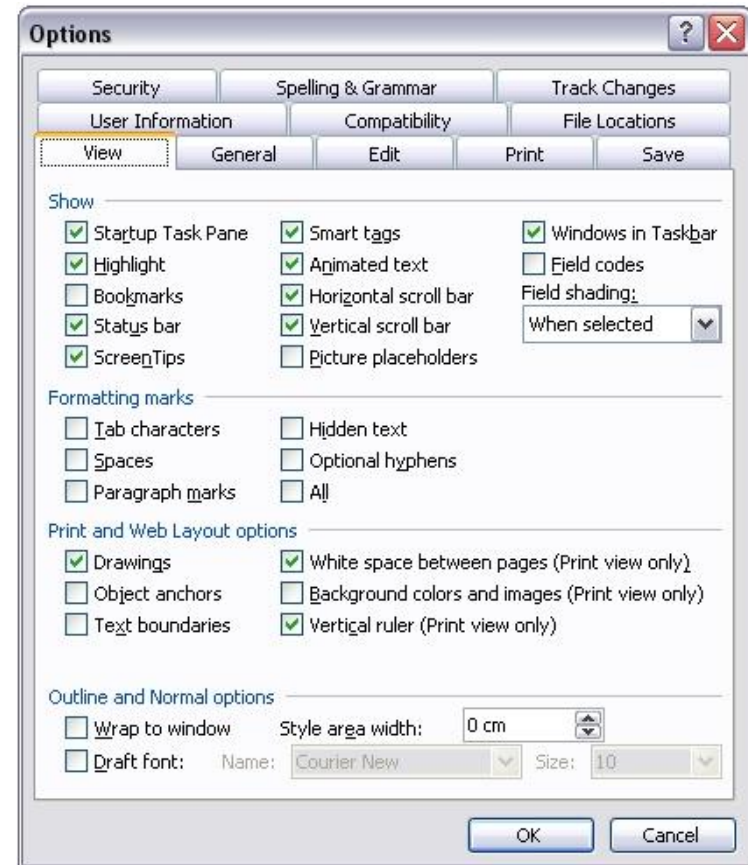 Options
Security Spelling & Grammar Track Changes
User Information Compatibility File Locations
View General Edit Print Save
Show
Startup Task Pane Smart tags Windows in Taskbar
Highlight Animated text Field codes
Bookmarks Horizontal scroll bar Field shading:
Status bar Vertical scroll bar When selected
ScreenTips Picture placeholders
Formatting marks
Tab characters Hidden text
Spaces Optional hyphens
Paragraph marks All
Print and Web Layout options
Drawings White space between pages (Print view only)
Object anchors Background colors and images (Print view only)
Text boundaries Vertical ruler (Print view only)
Outline and Normal options
Wrap to window Style area width: 0 cm
Draft font: Name: Courier New Size: 10
OK Cancel